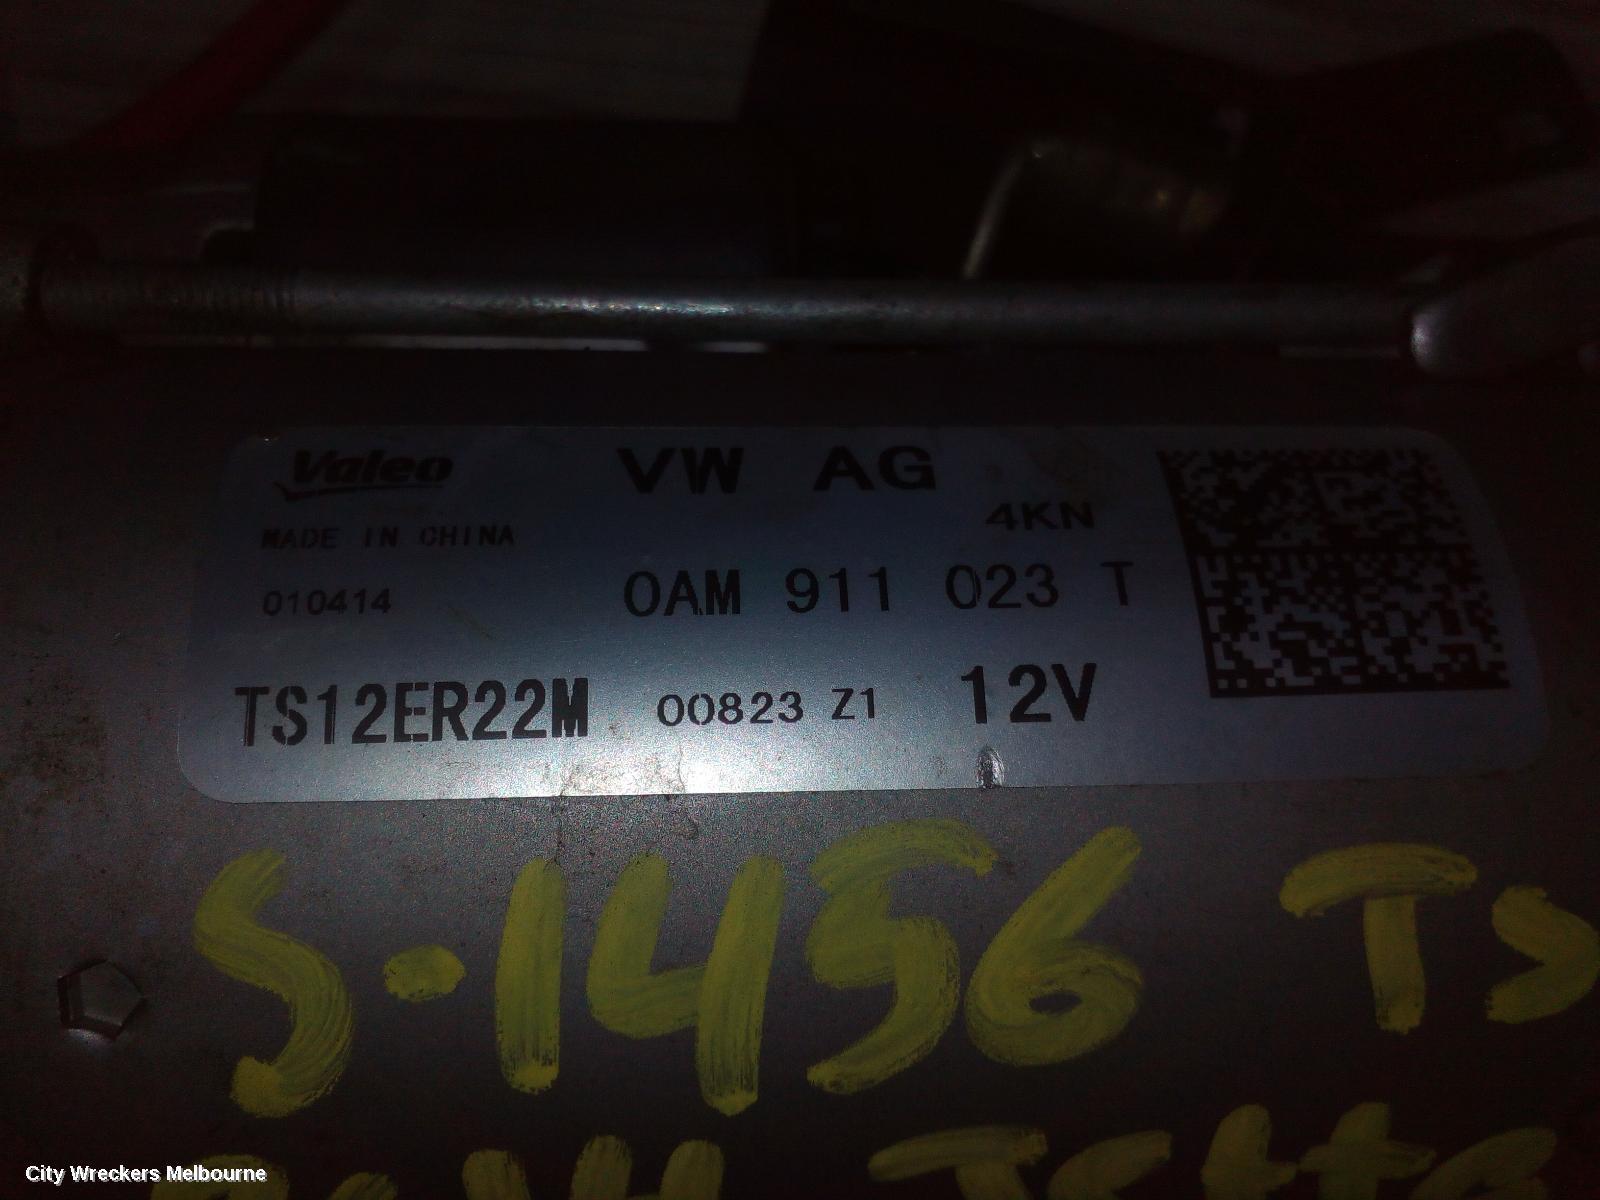 Valeo VW AG
4KN
MADE IN CHINA
010414 0AM 911 023 T
TS12ER22M 00823 Z1 12V
S-1456 TS
City Wreckers Melbourne